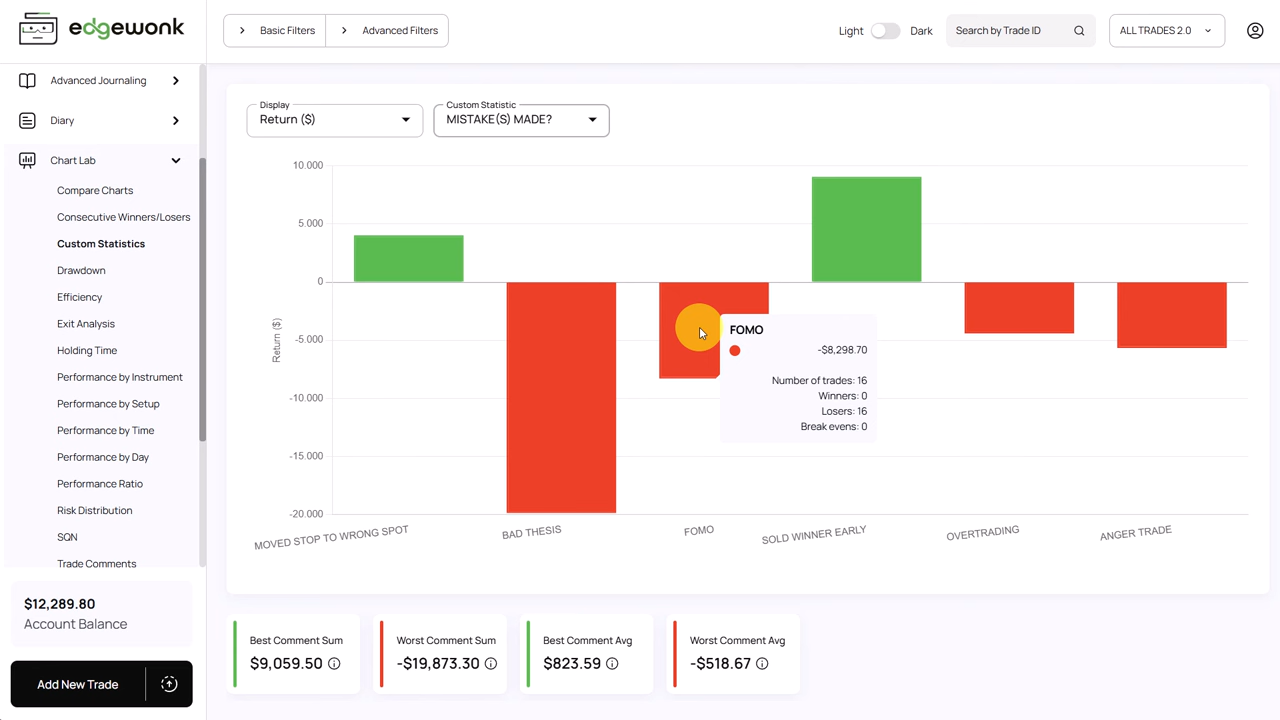 edgewonk
Basic Filters
Advanced Filters
Light
Dark
Search by Trade ID
ALL TRADES 2.0
Advanced Journaling
Diary
Chart Lab
Compare Charts
Consecutive Winners/Losers
Custom Statistics
Drawdown
Efficiency
Exit Analysis
Holding Time
Performance by Instrument
Performance by Setup
Performance by Time
Performance by Day
Performance Ratio
Risk Distribution
SQN
Trade Comments
$12,289.80
Account Balance
Add New Trade
Display
Return ($)
Custom Statistic
MISTAKE(S) MADE?
10.000
5.000
0
-5.000
-10.000
-15.000
-20.000
Return ($)
FOMO
-$8,298.70
Number of trades: 16
Winners: 0
Losers: 16
Break evens: 0
MOVED STOP TO WRONG SPOT
BAD THESIS
FOMO
SOLD WINNER EARLY
OVERTRADING
ANGER TRADE
Best Comment Sum
$9,059.50
Worst Comment Sum
-$19,873.30
Best Comment Avg
$823.59
Worst Comment Avg
-$518.67